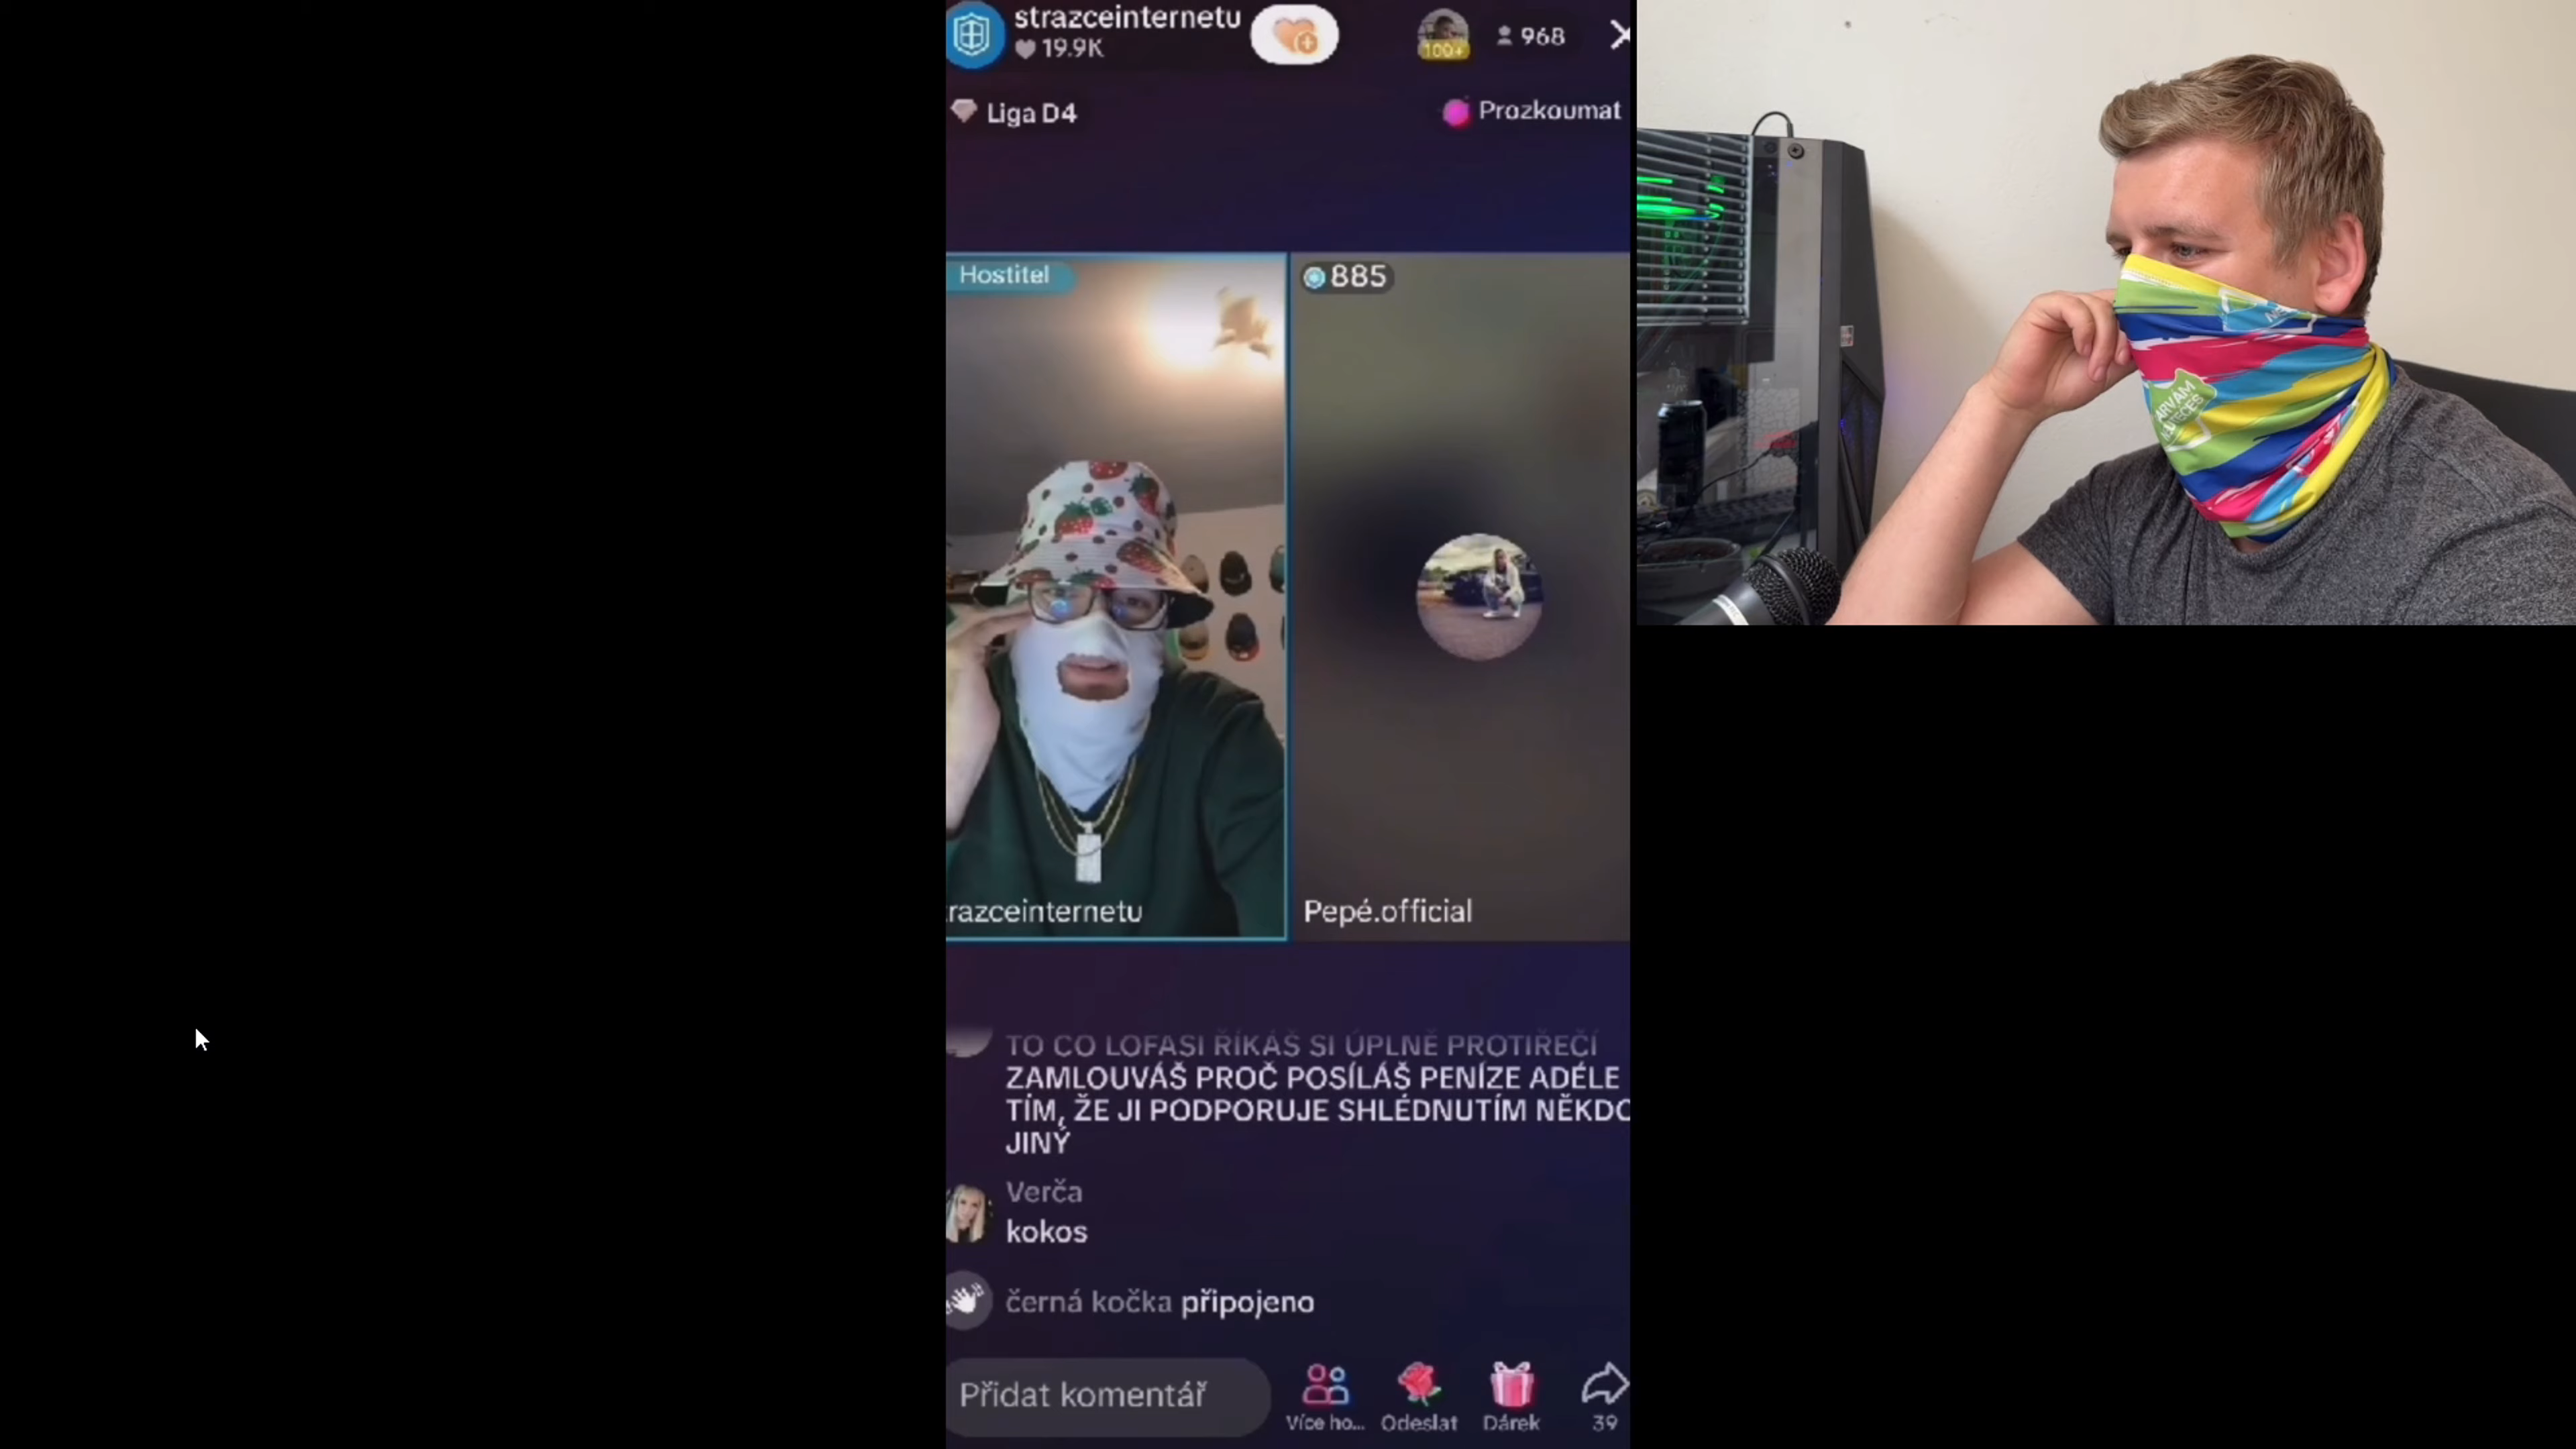 strazceinternetu
19.9K
100+
968
Liga D4
Prozkoumat
Hostitel
885
razceinternetu
Pepé.official
TO CO LOFASI ŘÍKÁŠ SI ÚPLNĚ PROTIŘEČÍ
ZAMLOUVÁŠ PROČ POSÍLÁŠ PENÍZE ADÉLE
TÍM, ŽE JI PODPORUJE SHLÉDNUTÍM NĚKDO
JINÝ
Verča
kokos
černá kočka připojeno
Přidat komentář
Více ho...
Odeslat
Dárek
39